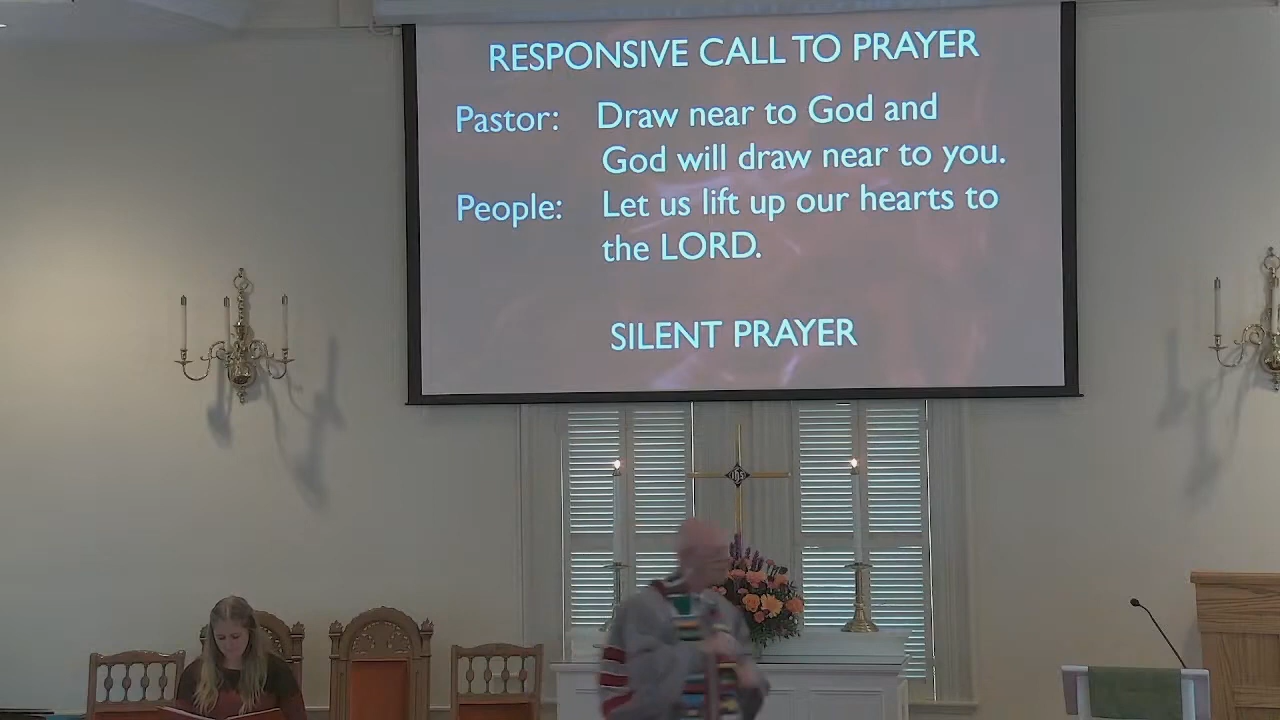 RESPONSIVE CALL TO PRAYER
Pastor: Draw near to God and
God will draw near to you.
People: Let us lift up our hearts to
the LORD.
SILENT PRAYER
IHS